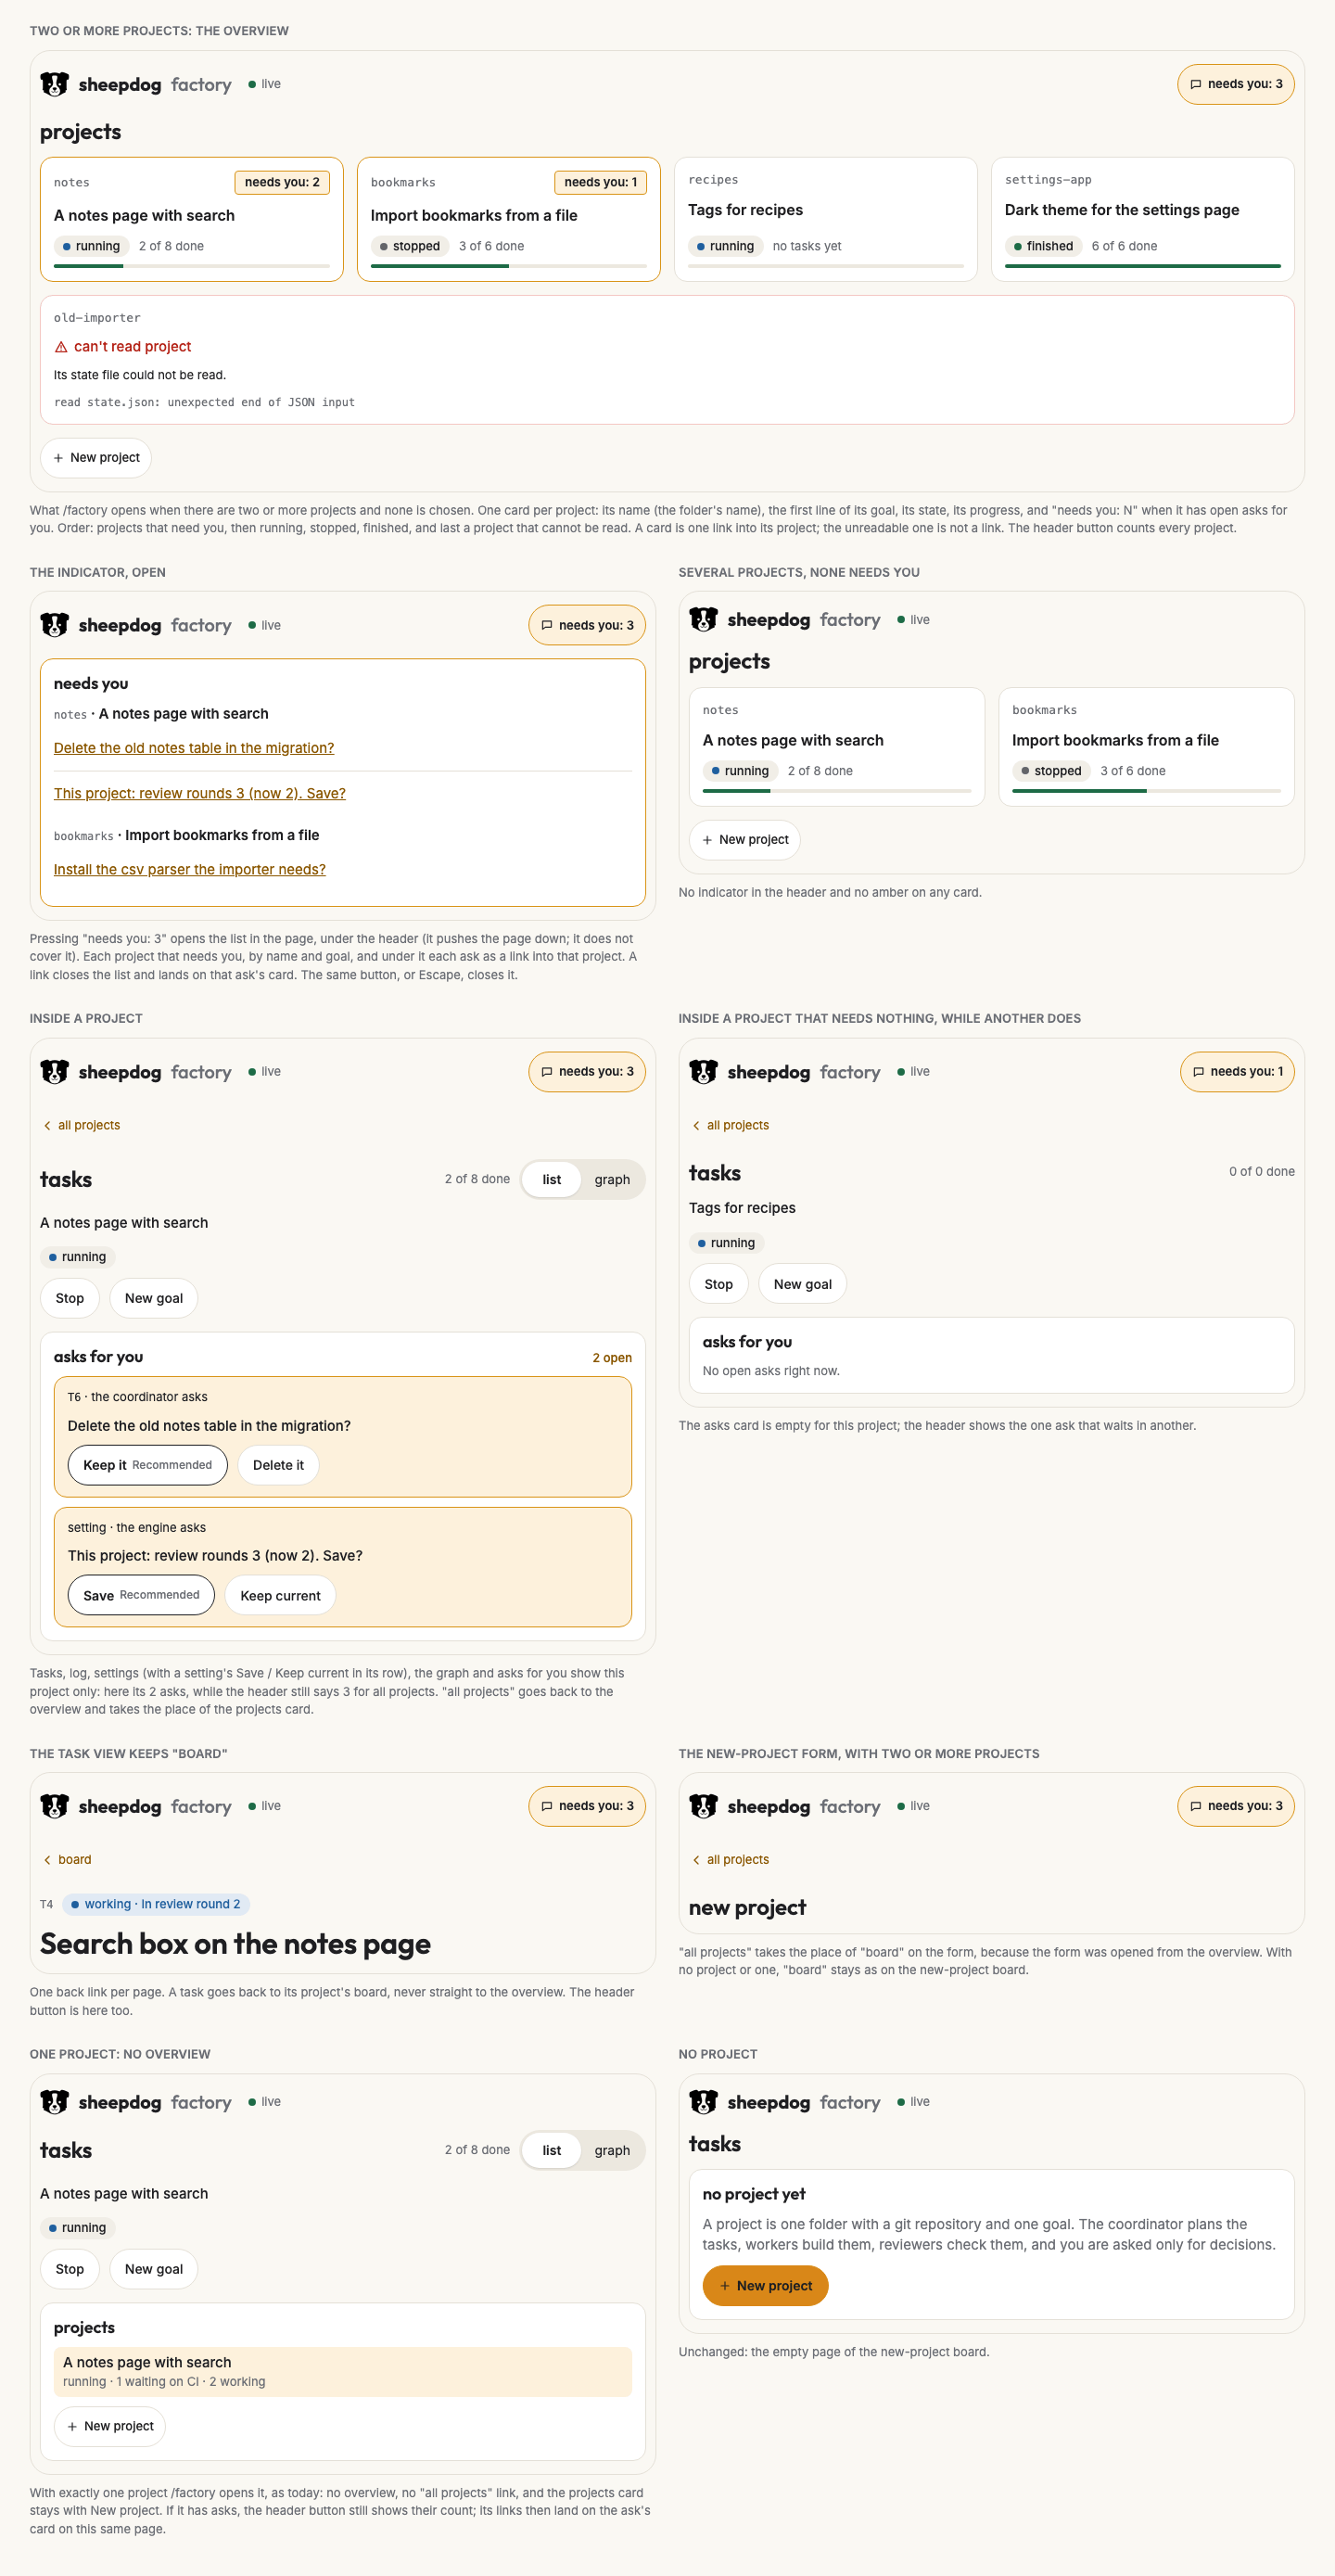 TWO OR MORE PROJECTS: THE OVERVIEW
sheepdog factory live
needs you: 3
projects
notes
needs you: 2
A notes page with search
running 2 of 8 done
bookmarks
needs you: 1
Import bookmarks from a file
stopped 3 of 6 done
recipes
Tags for recipes
running no tasks yet
settings-app
Dark theme for the settings page
finished 6 of 6 done
old-importer
can't read project
Its state file could not be read.
read state.json: unexpected end of JSON input
+ New project
What /factory opens when there are two or more projects and none is chosen. One card per project: its name (the folder's name), the first line of its goal, its state, its progress, and "needs you: N" when it has open asks for
you. Order: projects that need you, then running, stopped, finished, and last a project that cannot be read. A card is one link into its project; the unreadable one is not a link. The header button counts every project.
THE INDICATOR, OPEN
sheepdog factory live
needs you: 3
needs you
notes · A notes page with search
Delete the old notes table in the migration?
This project: review rounds 3 (now 2). Save?
bookmarks · Import bookmarks from a file
Install the csv parser the importer needs?
Pressing "needs you: 3" opens the list in the page, under the header (it pushes the page down; it does not
cover it). Each project that needs you, by name and goal, and under it each ask as a link into that project. A
link closes the list and lands on that ask's card. The same button, or Escape, closes it.
SEVERAL PROJECTS, NONE NEEDS YOU
sheepdog factory live
projects
notes
A notes page with search
running 2 of 8 done
bookmarks
Import bookmarks from a file
stopped 3 of 6 done
+ New project
No indicator in the header and no amber on any card.
INSIDE A PROJECT
sheepdog factory live
needs you: 3
all projects
tasks
2 of 8 done
list graph
A notes page with search
running
Stop New goal
asks for you
2 open
T6 · the coordinator asks
Delete the old notes table in the migration?
Keep it Recommended Delete it
setting · the engine asks
This project: review rounds 3 (now 2). Save?
Save Recommended Keep current
Tasks, log, settings (with a setting's Save / Keep current in its row), the graph and asks for you show this
project only: here its 2 asks, while the header still says 3 for all projects. "all projects" goes back to the
overview and takes the place of the projects card.
INSIDE A PROJECT THAT NEEDS NOTHING, WHILE ANOTHER DOES
sheepdog factory live
needs you: 1
all projects
tasks
0 of 0 done
Tags for recipes
running
Stop New goal
asks for you
No open asks right now.
The asks card is empty for this project; the header shows the one ask that waits in another.
THE TASK VIEW KEEPS "BOARD"
sheepdog factory live
needs you: 3
board
T4 working · In review round 2
Search box on the notes page
One back link per page. A task goes back to its project's board, never straight to the overview. The header
button is here too.
THE NEW-PROJECT FORM, WITH TWO OR MORE PROJECTS
sheepdog factory live
needs you: 3
all projects
new project
"all projects" takes the place of "board" on the form, because the form was opened from the overview. With
no project or one, "board" stays as on the new-project board.
ONE PROJECT: NO OVERVIEW
sheepdog factory live
tasks
2 of 8 done
list graph
A notes page with search
running
Stop New goal
projects
A notes page with search
running · 1 waiting on CI · 2 working
+ New project
With exactly one project /factory opens it, as today: no overview, no "all projects" link, and the projects card
stays with New project. If it has asks, the header button still shows their count; its links then land on the ask's
card on this same page.
NO PROJECT
sheepdog factory live
tasks
no project yet
A project is one folder with a git repository and one goal. The coordinator plans the
tasks, workers build them, reviewers check them, and you are asked only for decisions.
+ New project
Unchanged: the empty page of the new-project board.